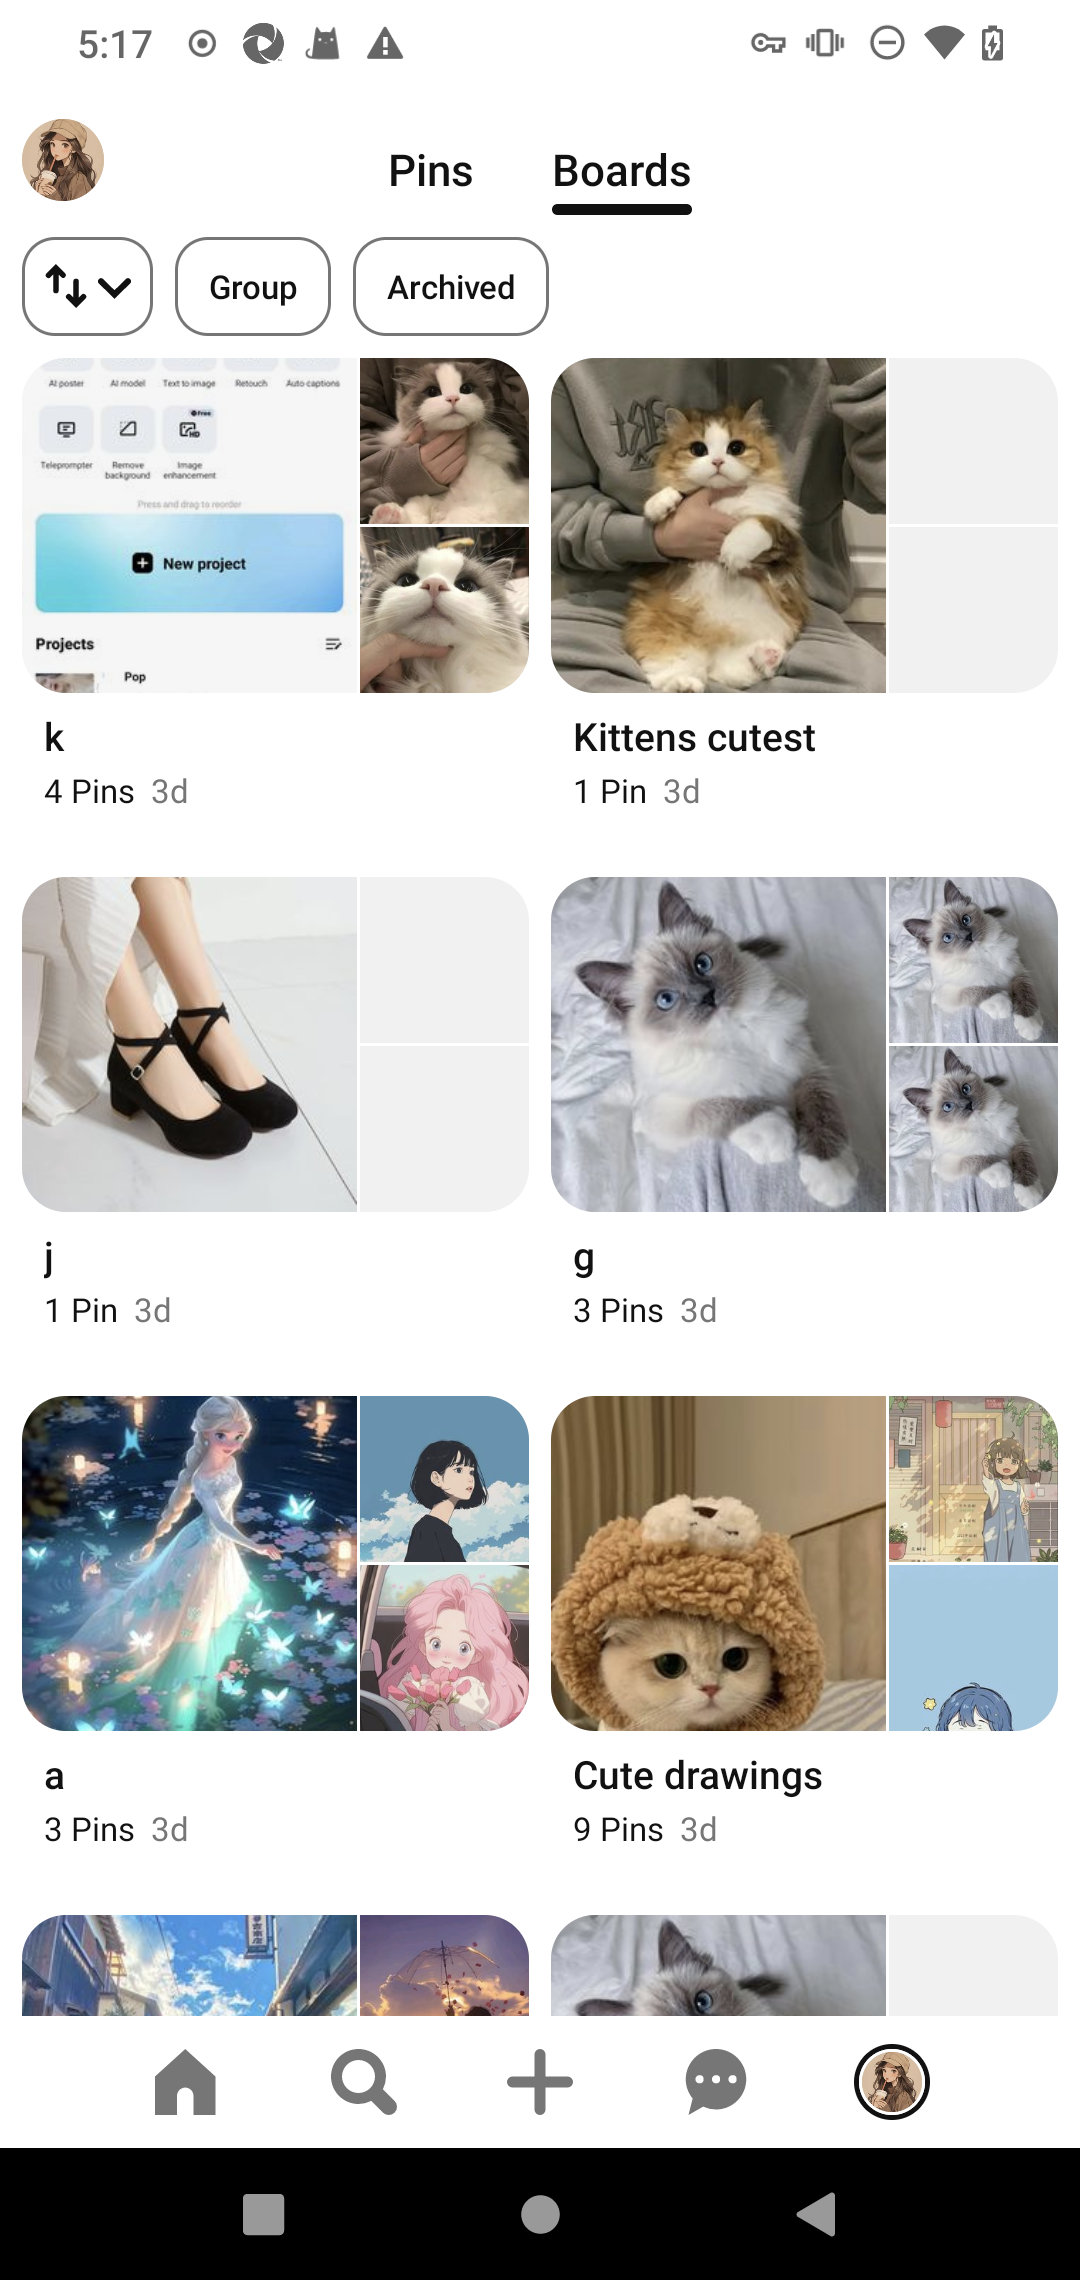 5:17
Pins Boards
Group Archived
AI poster AI model Text to image Retouch Auto captions
Free
HD
Teleprompter Remove background Image enhancement
Press and drag to reorder
New project
Projects
Pop
k
4 Pins 3d
Kittens cutest
1 Pin 3d
j
1 Pin 3d
g
3 Pins 3d
a
3 Pins 3d
Cute drawings
9 Pins 3d